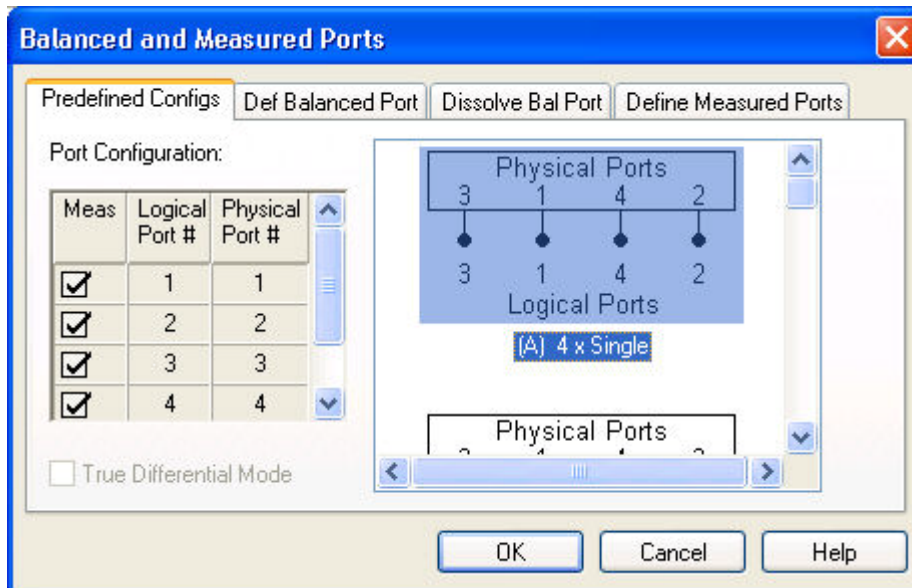 Balanced and Measured Ports
Predefined Configs
Def Balanced Port
Dissolve Bal Port
Define Measured Ports
Port Configuration:
Meas Logical Port # Physical Port #
1 1
2 2
3 3
4 4
True Differential Mode
Physical Ports
3 1 4 2
3 1 4 2
Logical Ports
(A) 4 x Single
Physical Ports
OK
Cancel
Help